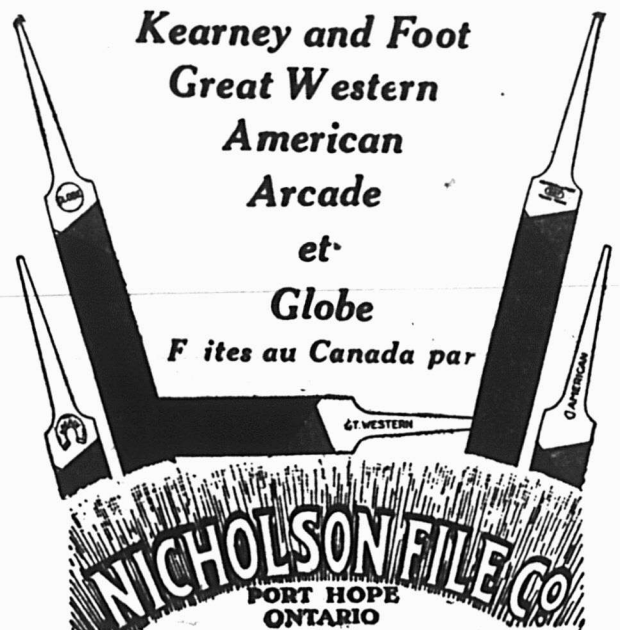 Kearney and Foot
Great Western
American
Arcade
et
Globe
F ites au Canada par
GLOBE
AMERICAN
GT. WESTERN
NICHOLSON FILE CO
PORT HOPE
ONTARIO